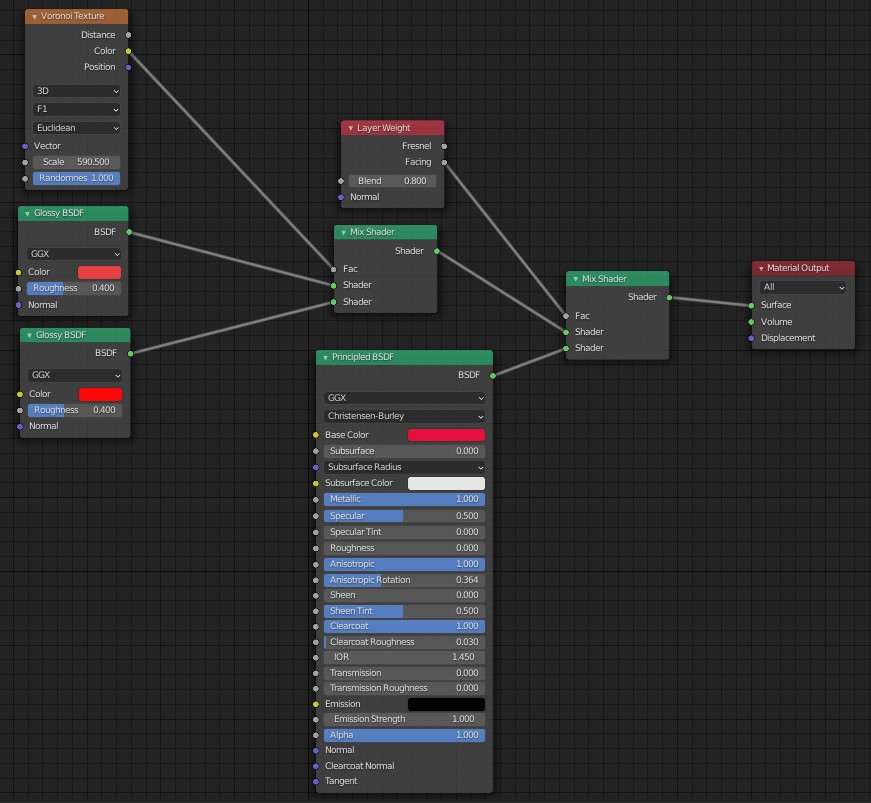 Voronoi Texture
Distance
Color
Position
3D
F1
Euclidean
Vector
Scale 590.500
Randomnes 1.000
Glossy BSDF
BSDF
GGX
Color
Roughness 0.400
Normal
Glossy BSDF
BSDF
GGX
Color
Roughness 0.400
Normal
Layer Weight
Fresnel
Facing
Blend 0.800
Normal
Mix Shader
Shader
Fac
Shader
Shader
Principled BSDF
BSDF
GGX
Christensen-Burley
Base Color
Subsurface 0.000
Subsurface Radius
Subsurface Color
Metallic 1.000
Specular 0.500
Specular Tint 0.000
Roughness 0.000
Anisotropic 1.000
Anisotropic Rotation 0.364
Sheen 0.000
Sheen Tint 0.500
Clearcoat 1.000
Clearcoat Roughness 0.030
IOR 1.450
Transmission 0.000
Transmission Roughness 0.000
Emission
Emission Strength 1.000
Alpha 1.000
Normal
Clearcoat Normal
Tangent
Mix Shader
Shader
Fac
Shader
Shader
Material Output
All
Surface
Volume
Displacement